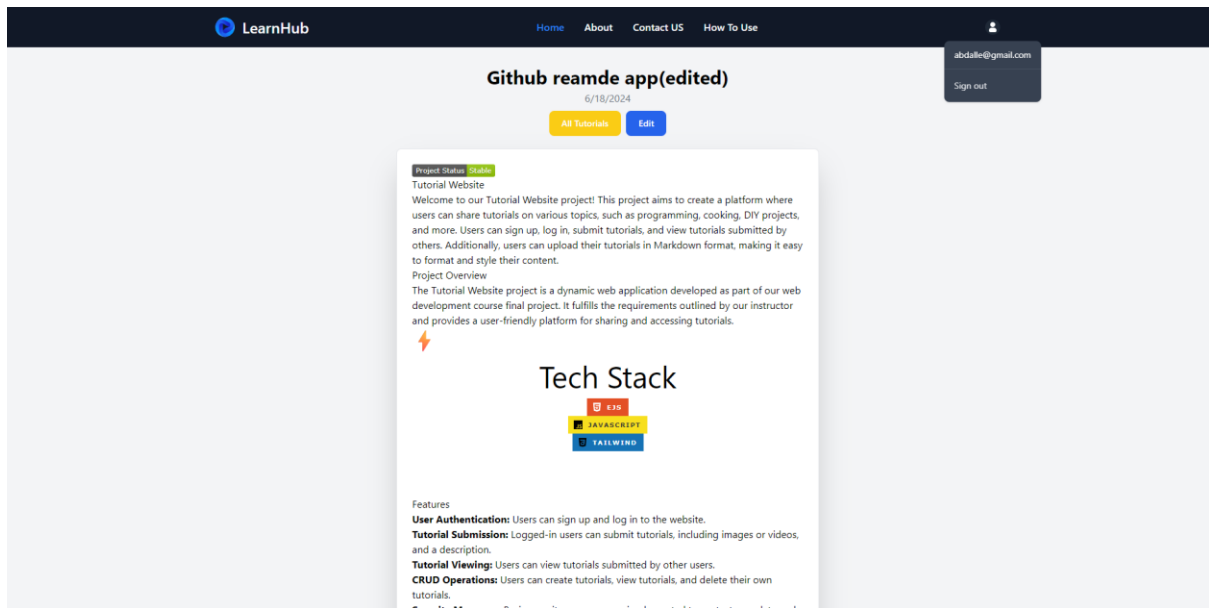 LearnHub
Home About Contact US How To Use
abdalle@gmail.com
Sign out
Github reamde app(edited)
6/18/2024
All Tutorials Edit
Project Status Stable
Tutorial Website
Welcome to our Tutorial Website project! This project aims to create a platform where
users can share tutorials on various topics, such as programming, cooking, DIY projects,
and more. Users can sign up, log in, submit tutorials, and view tutorials submitted by
others. Additionally, users can upload their tutorials in Markdown format, making it easy
to format and style their content.
Project Overview
The Tutorial Website project is a dynamic web application developed as part of our web
development course final project. It fulfills the requirements outlined by our instructor
and provides a user-friendly platform for sharing and accessing tutorials.
Tech Stack
EJS
JAVASCRIPT
TAILWIND
Features
User Authentication: Users can sign up and log in to the website.
Tutorial Submission: Logged-in users can submit tutorials, including images or videos,
and a description.
Tutorial Viewing: Users can view tutorials submitted by other users.
CRUD Operations: Users can create tutorials, view tutorials, and delete their own
tutorials.